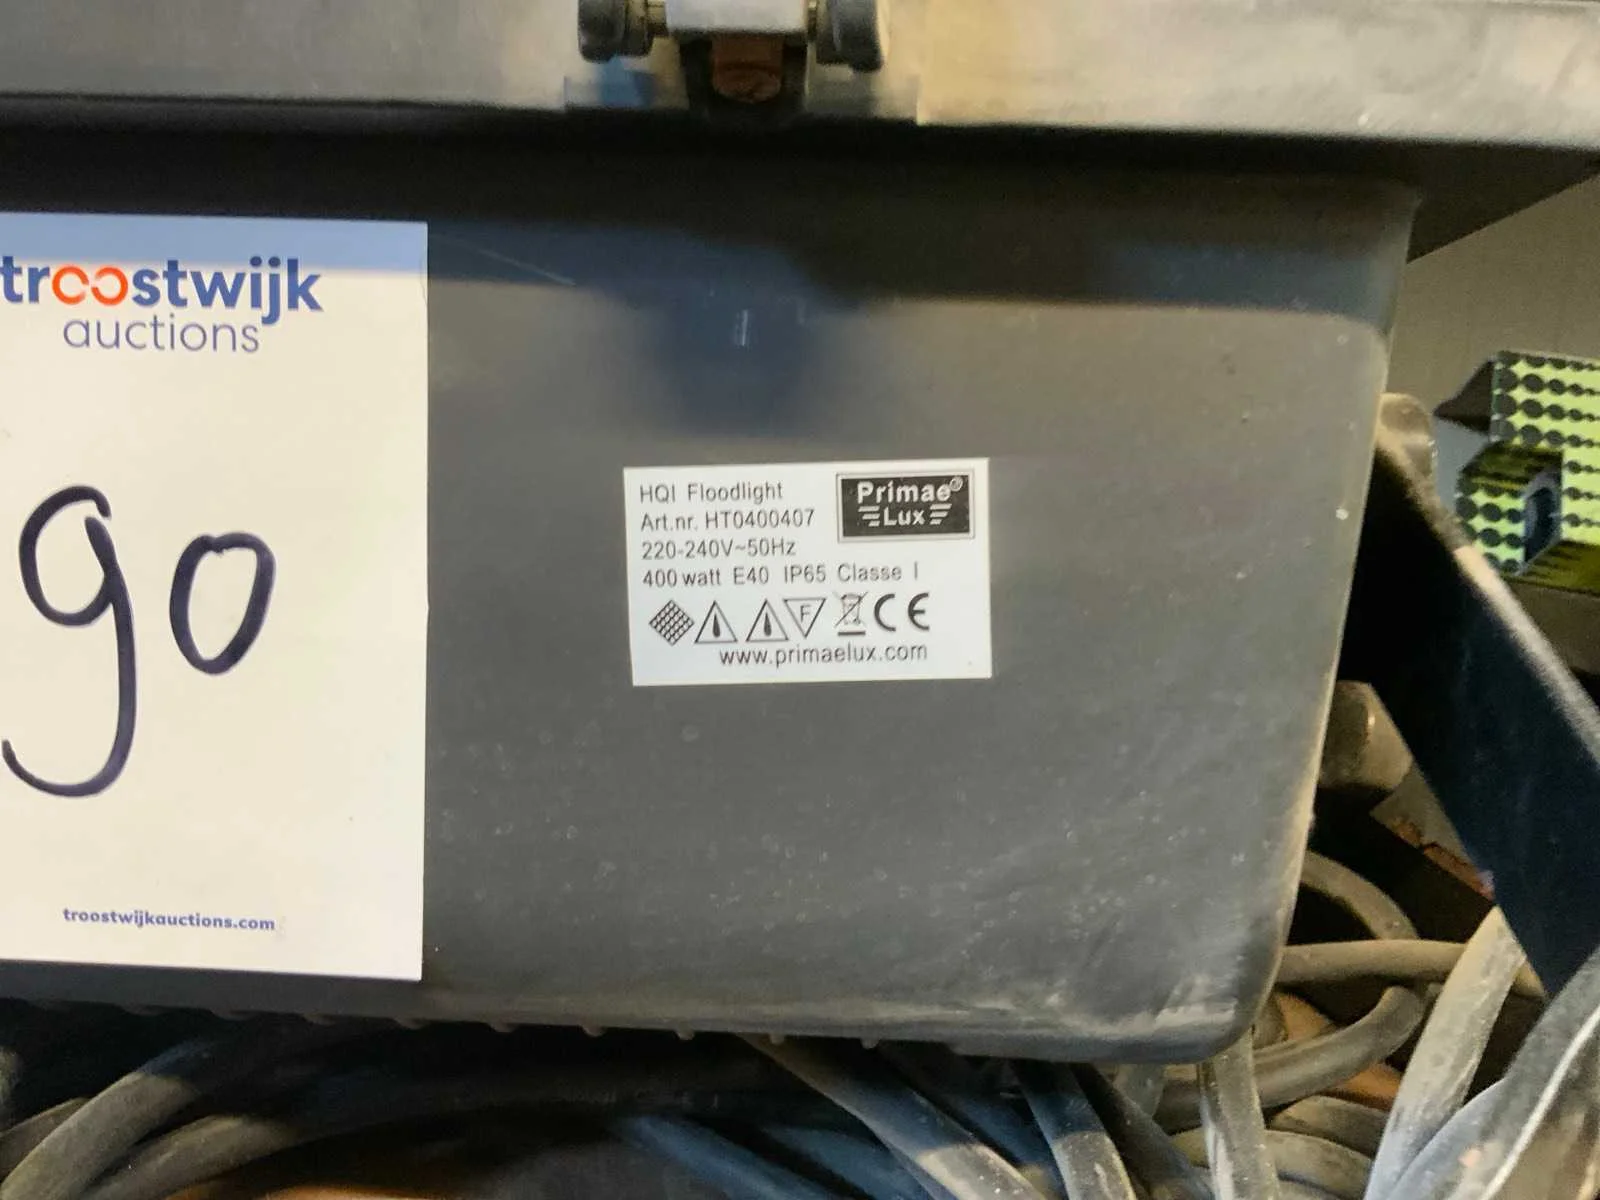 troostwijk
auctions
90
troostwijkauctions.com
HQI Floodlight
Art.nr. HT0400407
220-240V~50Hz
400 watt E40 IP65 Classe I
Primae®
Lux
F
CE
www.primaelux.com